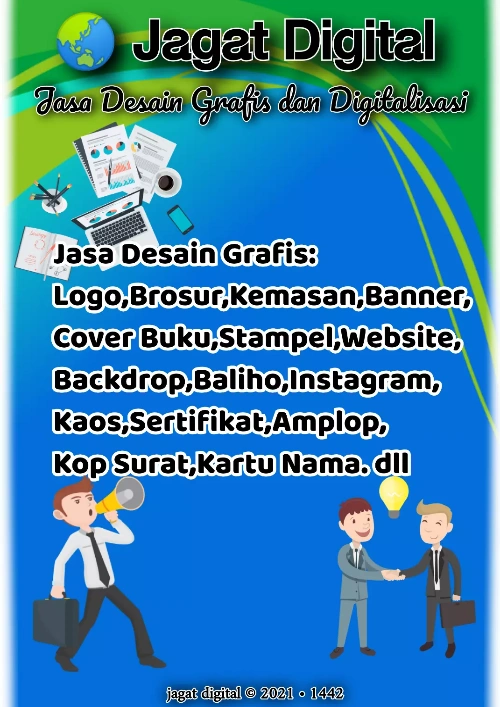 Jagat Digital
Jasa Desain Grafis dan Digitalisasi
Jasa Desain Grafis:
Logo,Brosur,Kemasan,Banner,
Cover Buku,Stampel,Website,
Backdrop,Baliho,Instagram,
Kaos,Sertifikat,Amplop,
Kop Surat,Kartu Nama. dll
jagat digital © 2021 • 1442